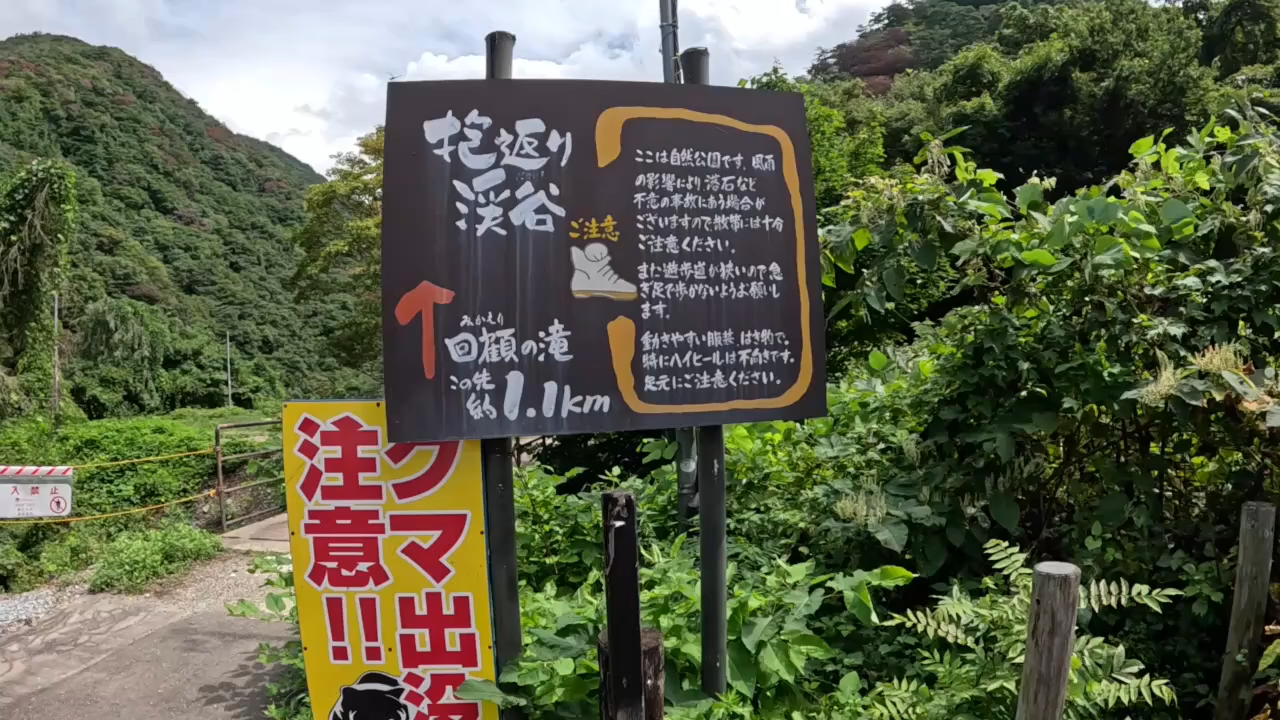 抱き返り
渓谷
ご注意
みかえり
回顧の滝
この先
約1.1km
ここは自然公園です。風雨
の影響により、落石など
不意の事故にあう場合が
ございますので、散策には十分
ご注意ください。
また遊歩道が狭いので急
ぎ足で歩かないようお願いし
ます。
動きやすい服装、はき物で。
特にハイヒールは不向きです。
足元にご注意ください。
クマ出没
注意!!
入禁止